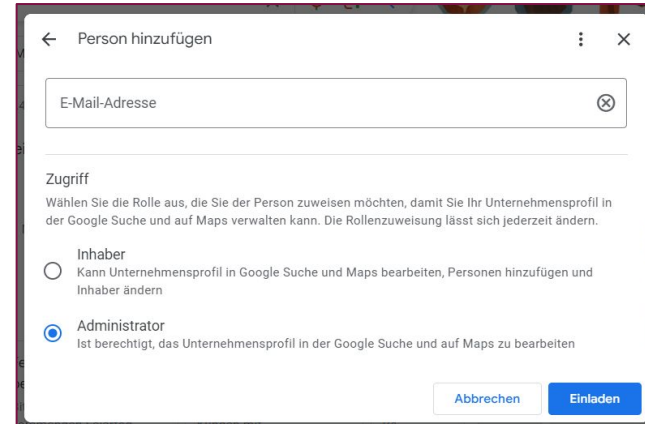 Person hinzufügen
E-Mail-Adresse
Zugriff
Wählen Sie die Rolle aus, die Sie der Person zuweisen möchten, damit Sie Ihr Unternehmensprofil in
der Google Suche und auf Maps verwalten kann. Die Rollenzuweisung lässt sich jederzeit ändern.
Inhaber
Kann Unternehmensprofil in Google Suche und Maps bearbeiten, Personen hinzufügen und
Inhaber ändern
Administrator
Ist berechtigt, das Unternehmensprofil in der Google Suche und auf Maps zu bearbeiten
Abbrechen
Einladen